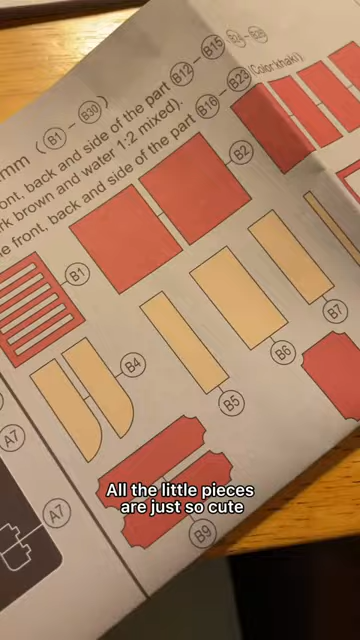 mm (B1 - B30)
ont, back and side of the part B12 - B15
rk brown and water 1:2 mixed).
e front, back and side of the part B16 - B23 (Color:khaki).
B2
B1
B7
B6
B4
B5
A7
A7
B9
All the little pieces
are just so cute